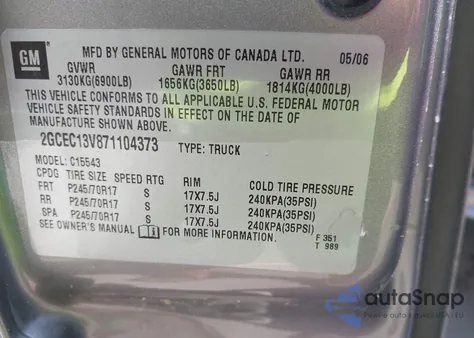 GM
MFD BY GENERAL MOTORS OF CANADA LTD. 05/06
GVWR GAWR FRT GAWR RR
3130KG(6900LB) 1656KG(3650LB) 1814KG(4000LB)
THIS VEHICLE CONFORMS TO ALL APPLICABLE U.S. FEDERAL MOTOR
VEHICLE SAFETY STANDARDS IN EFFECT ON THE DATE OF
MANUFACTURE SHOWN ABOVE.
2GCEC13V871104373 TYPE: TRUCK
MODEL: C15543
CPDG TIRE SIZE SPEED RTG RIM COLD TIRE PRESSURE
FRT P245/70R17 S 17X7.5J 240KPA(35PSI)
RR P245/70R17 S 17X7.5J 240KPA(35PSI)
SPA P245/70R17 S 17X7.5J 240KPA(35PSI)
SEE OWNER'S MANUAL FOR MORE INFORMATION.
F 351
T 989
autoSnap